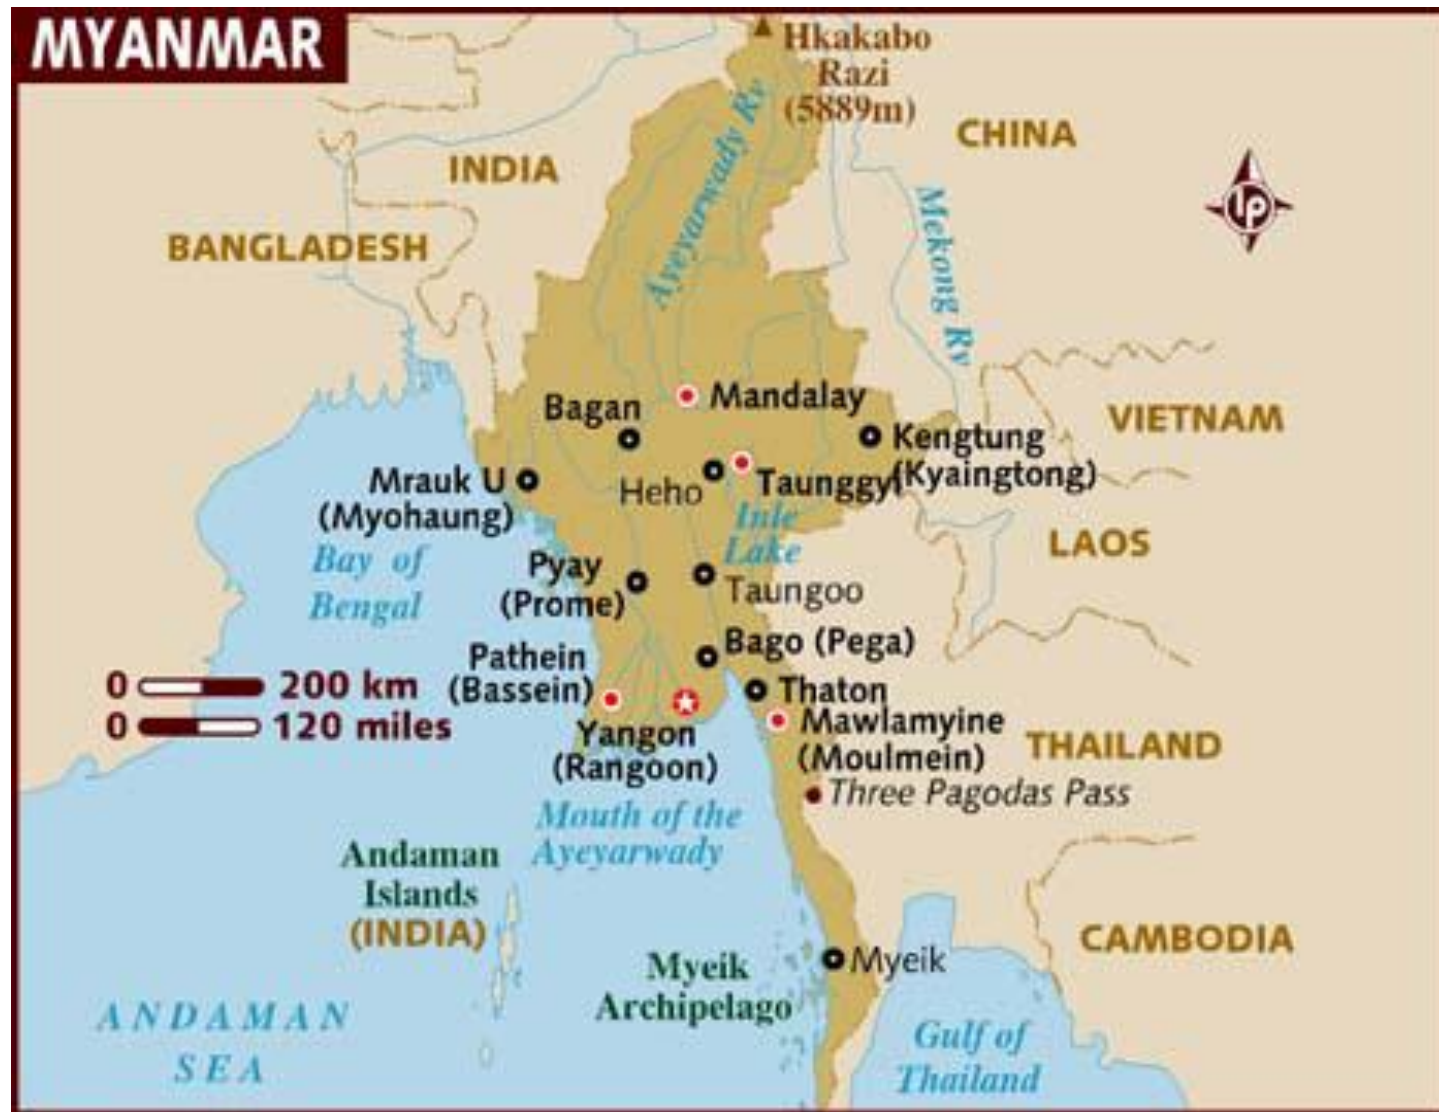 MYANMAR
Hkakabo
Razi
(5889m)
CHINA
INDIA
Ayeyarwady Rv
Mekong Rv
lp
BANGLADESH
Bagan
Mandalay
VIETNAM
Kengtung
(Kyaingtong)
Mrauk U
(Myohaung)
Heho
Taunggyi
Inle
Lake
LAOS
Bay of
Bengal
Pyay
(Prome)
Taungoo
Bago (Pega)
Pathein
(Bassein)
0 200 km
0 120 miles
Thaton
Mawlamyine
(Moulmein)
THAILAND
Yangon
(Rangoon)
Three Pagodas Pass
Mouth of the
Ayeyarwady
Andaman
Islands
(INDIA)
CAMBODIA
Myeik
Myeik
Archipelago
ANDAMAN
SEA
Gulf of
Thailand